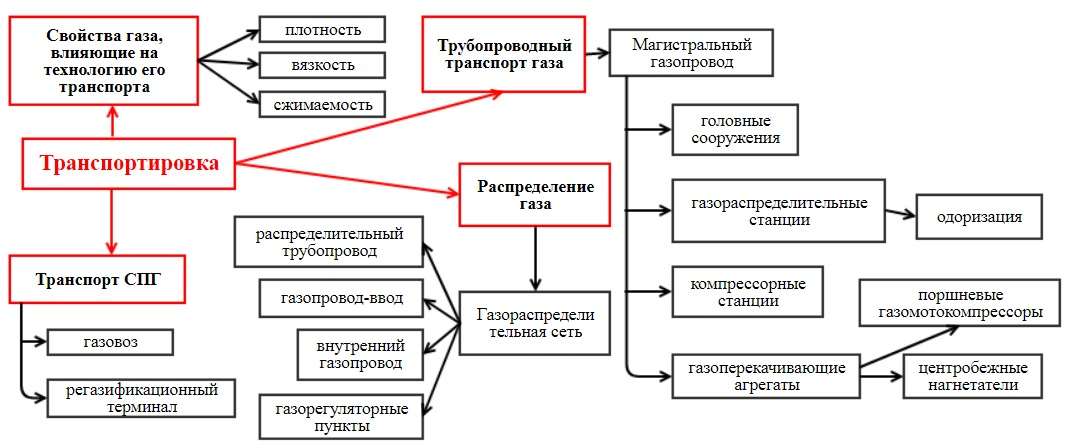 Свойства газа,
влияющие на
технологию его
транспорта
плотность
вязкость
сжимаемость
Трубопроводный
транспорт газа
Магистральный
газопровод
головные
сооружения
Транспортировка
Распределение
газа
газораспределительные
станции
одоризация
распределительный
трубопровод
Транспорт СПГ
газопровод-ввод
Газораспредели
тельная сеть
компрессорные
станции
поршневые
газомотокомпрессоры
газовоз
внутренний
газопровод
газоперекачивающие
агрегаты
центробежные
нагнетатели
регазификационный
терминал
газорегуляторные
пункты